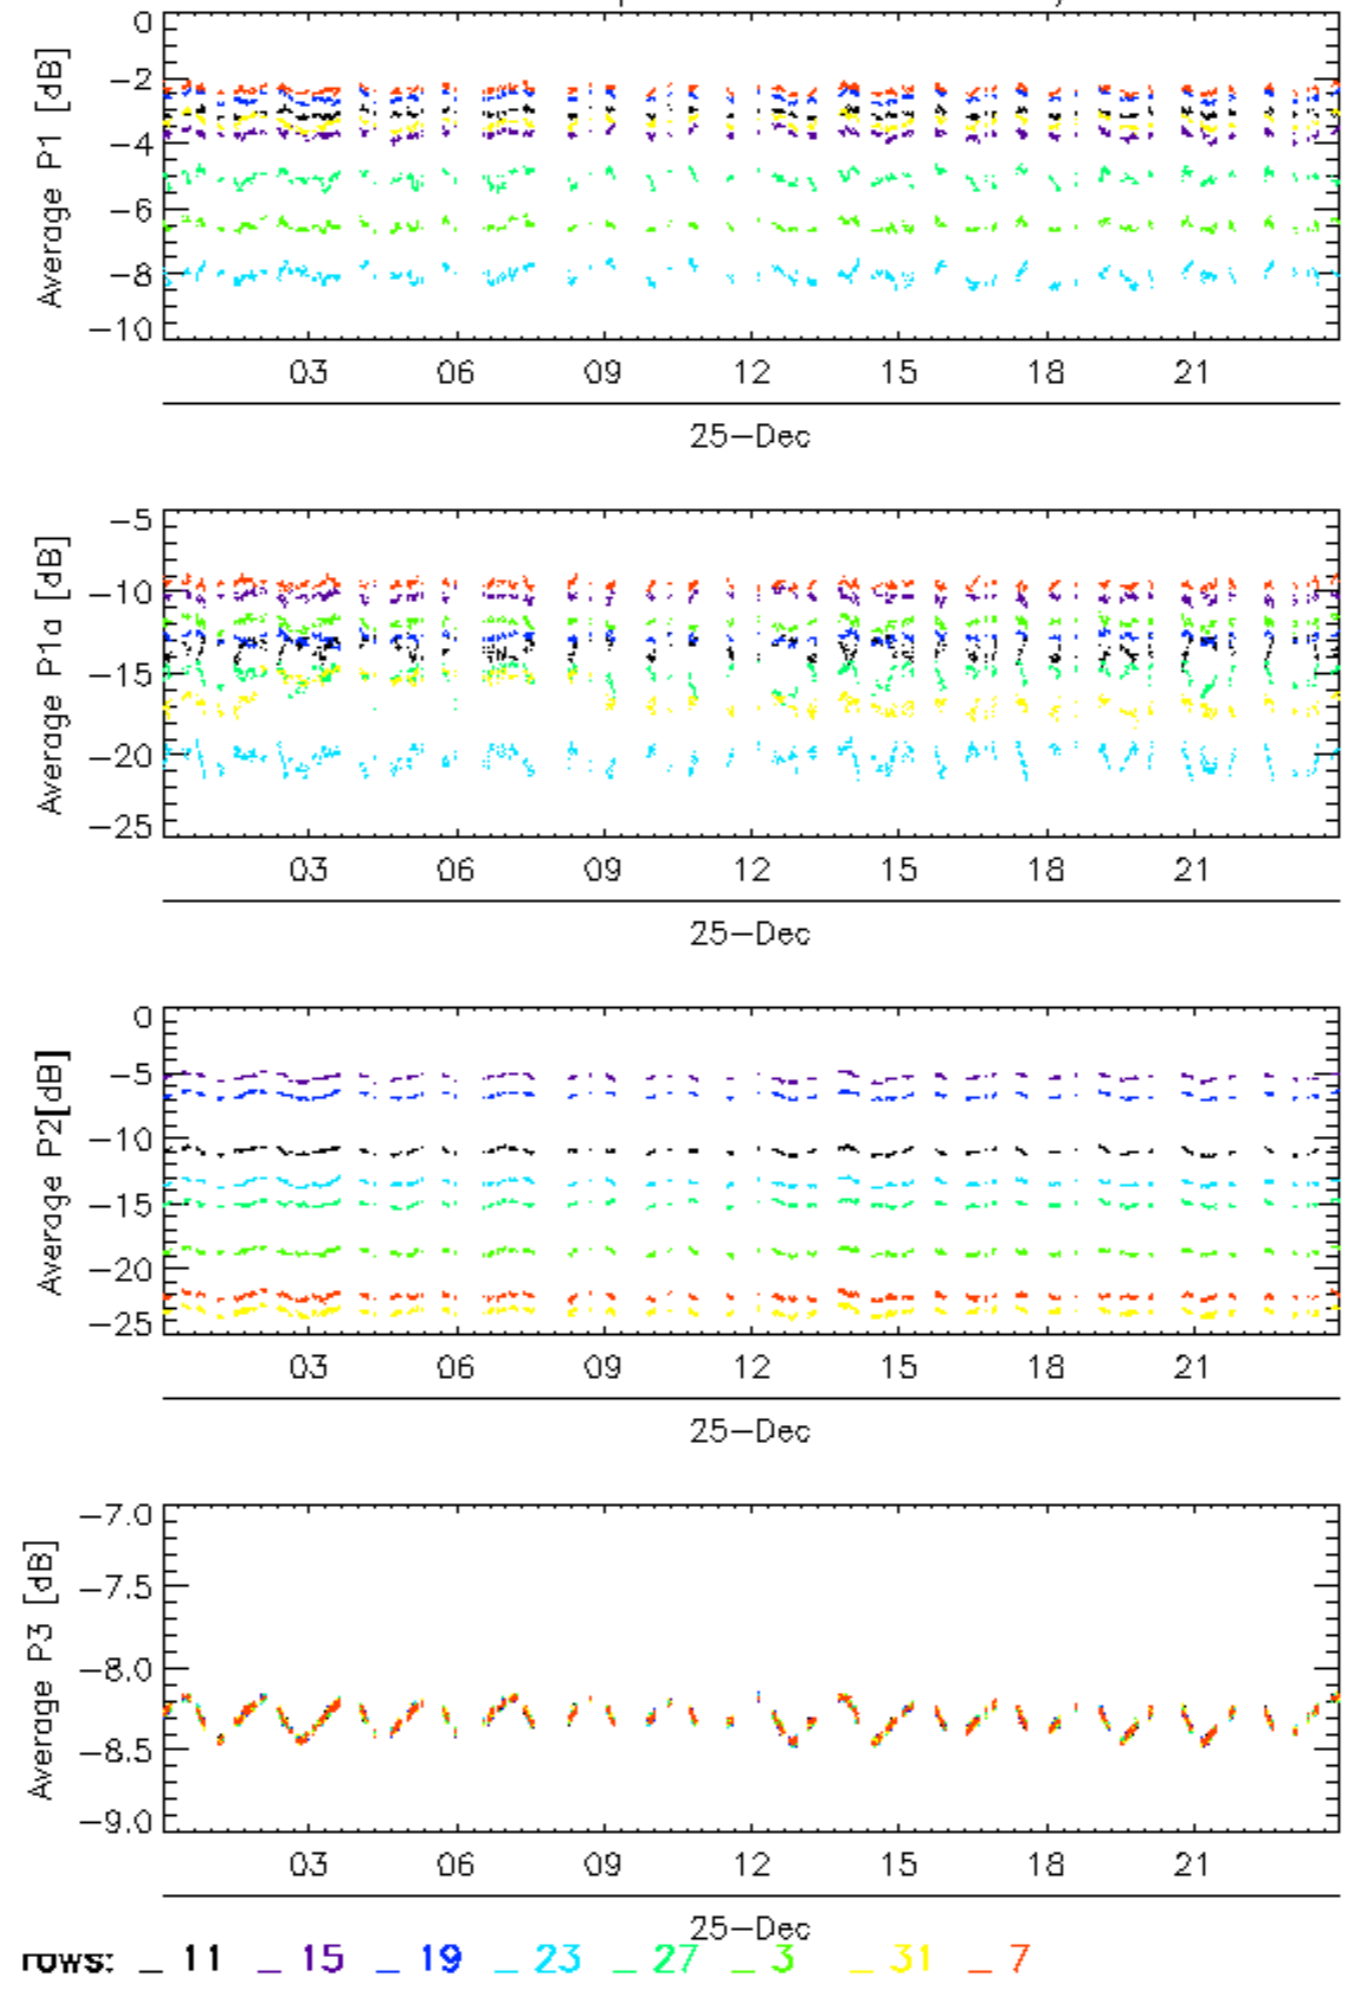 0
−2
−4
−6
−8
−10
Average P1 [dB]
03 06 09 12 15 18 21
25−Dec
−5
−10
−15
−20
−25
Average P1a [dB]
03 06 09 12 15 18 21
25−Dec
0
−5
−10
−15
−20
−25
Average P2[dB]
03 06 09 12 15 18 21
25−Dec
−7.0
−7.5
−8.0
−8.5
−9.0
Average P3 [dB]
03 06 09 12 15 18 21
25−Dec
rows: _ 11 _ 15 _ 19 _ 23 _ 27 _ 3 _ 31 _ 7